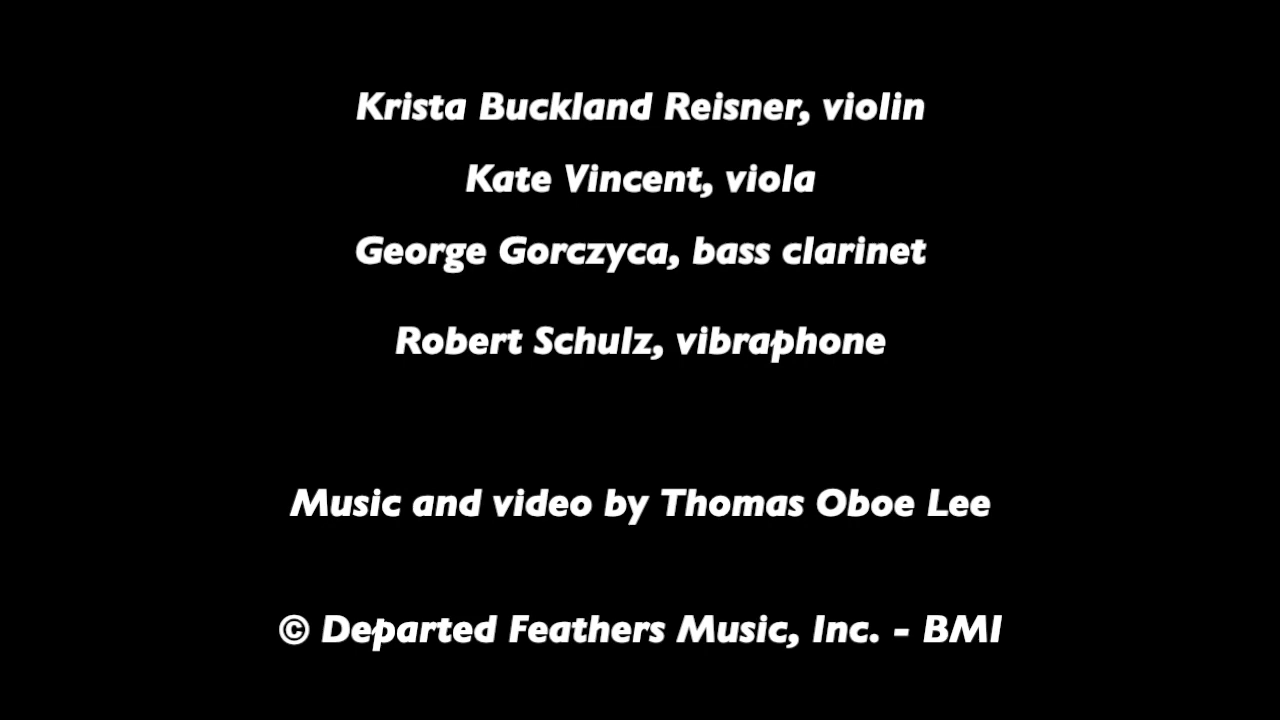 Krista Buckland Reisner, violin
Kate Vincent, viola
George Gorczyca, bass clarinet
Robert Schulz, vibraphone
Music and video by Thomas Oboe Lee
© Departed Feathers Music, Inc. - BMI